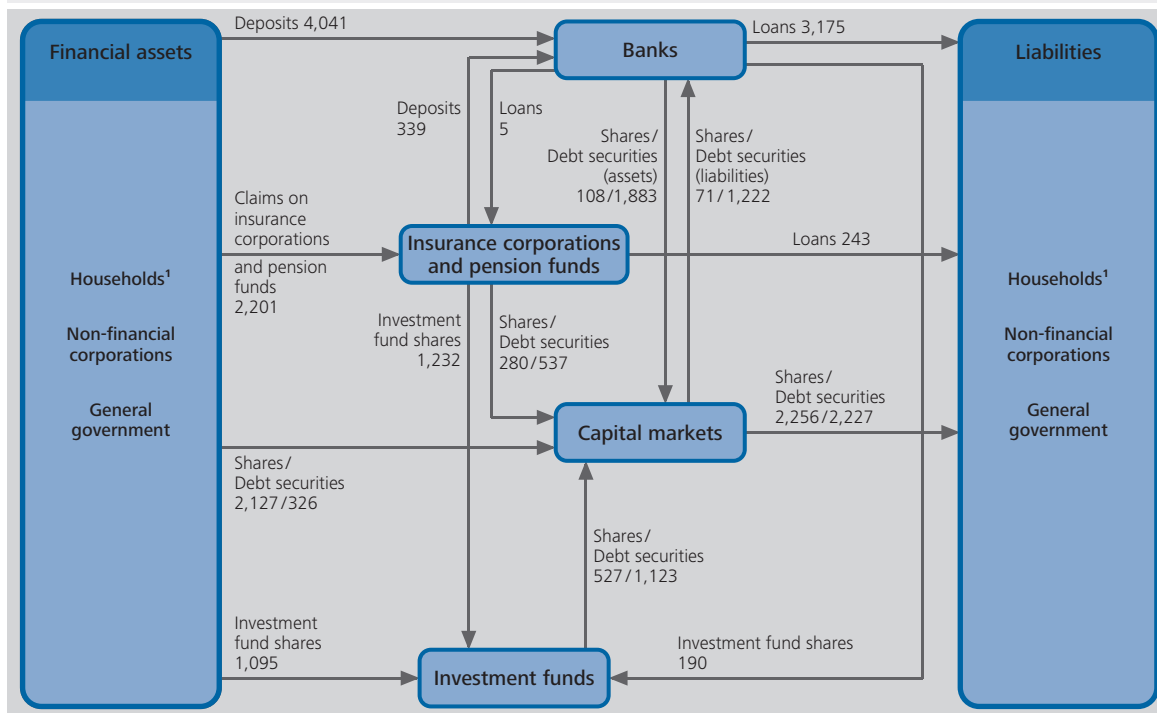 Deposits 4,041
Loans 3,175
Financial assets
Banks
Liabilities
Deposits
339
Loans
5
Shares/
Debt securities
(assets)
108/1,883
Shares/
Debt securities
(liabilities)
71/1,222
Claims on
insurance
corporations
and pension
funds
2,201
Insurance corporations
and pension funds
Loans 243
Households¹
Non-financial
corporations
General
government
Households¹
Non-financial
corporations
General
government
Investment
fund shares
1,232
Shares/
Debt securities
280/537
Shares/
Debt securities
2,256/2,227
Capital markets
Shares/
Debt securities
2,127/326
Shares/
Debt securities
527/1,123
Investment
fund shares
1,095
Investment funds
Investment fund shares
190